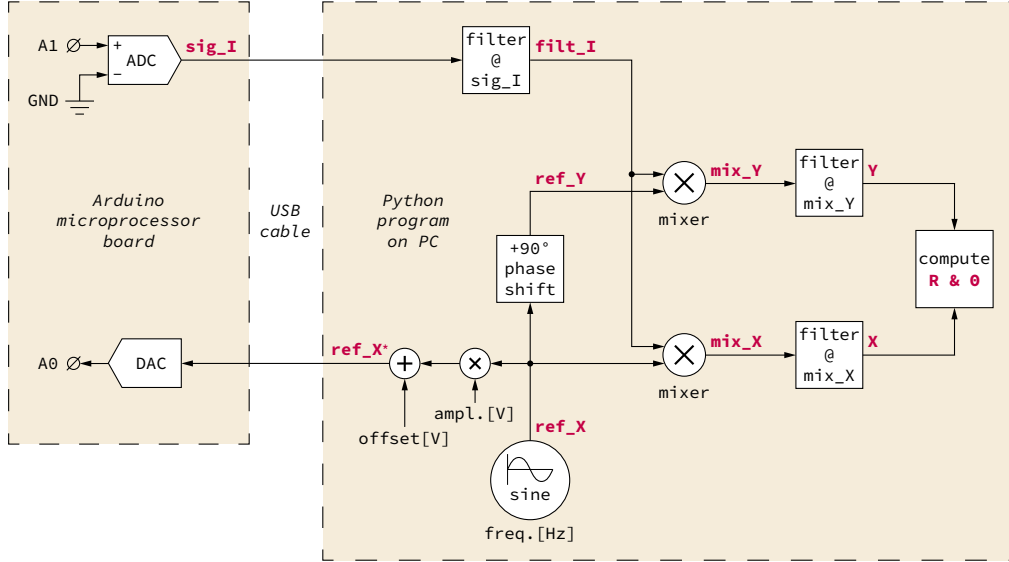 A1
+
−
ADC
GND
sig_I
filter
@
sig_I
filt_I
Arduino
microprocessor
board
USB
cable
Python
program
on PC
ref_Y
+90°
phase
shift
mixer
mix_Y
filter
@
mix_Y
Y
compute
R & 0
A0
DAC
ref_X*
+
×
offset[V]
ampl.[V]
ref_X
mixer
mix_X
filter
@
mix_X
X
sine
freq.[Hz]